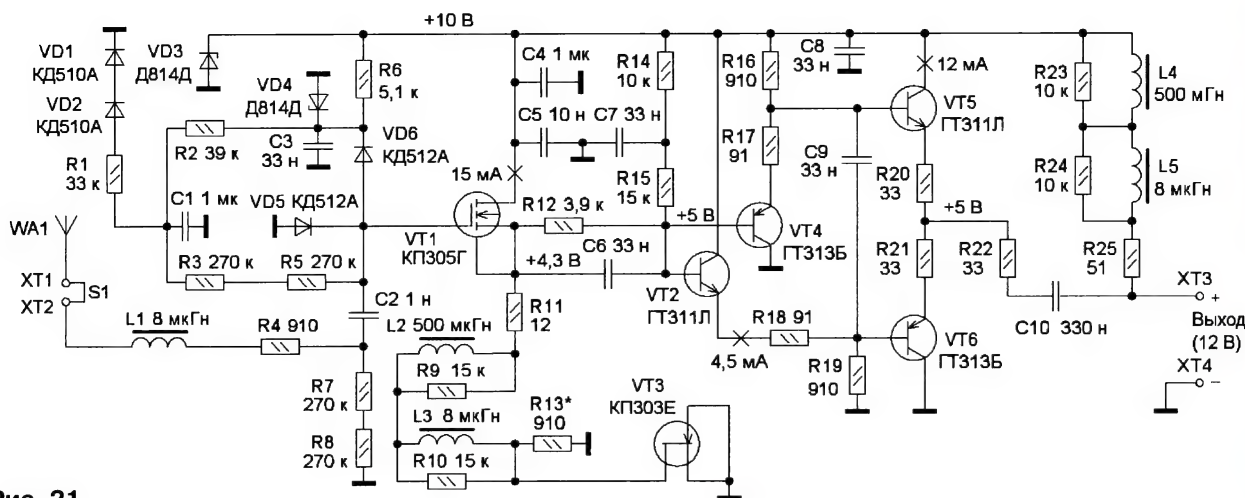 +10 В
VD1
КД510А
VD2
КД510А
R1
33 к
VD3
Д814Д
VD4
Д814Д
R6
5,1 к
R2 39 к
C3
33 н
VD6
КД512А
C1 1 мк
VD5 КД512А
R3 270 к
R5 270 к
WA1
XT1
XT2
S1
L1 8 мкГн
R4 910
C2 1 н
R7
270 к
R8
270 к
C4 1 мк
C5 10 н
C7 33 н
15 мА
VT1
КП305Г
R12 3,9 к
+4,3 В
C6 33 н
R11
12
L2 500 мкГн
R9 15 к
L3 8 мкГн
R10 15 к
R13*
910
VT3
КП303Е
R14
10 к
R15
15 к
+5 В
VT2
ГТ311Л
4,5 мА
R18 91
R16
910
R17
91
VT4
ГТ313Б
C8
33 н
C9
33 н
R19
910
12 мА
VT5
ГТ311Л
R20
33
+5 В
R21
33
R22
33
VT6
ГТ313Б
C10 330 н
R23
10 к
L4
500 мГн
R24
10 к
L5
8 мкГн
R25
51
XT3
+
Выход
(12 В)
XT4
−
Рис. 21